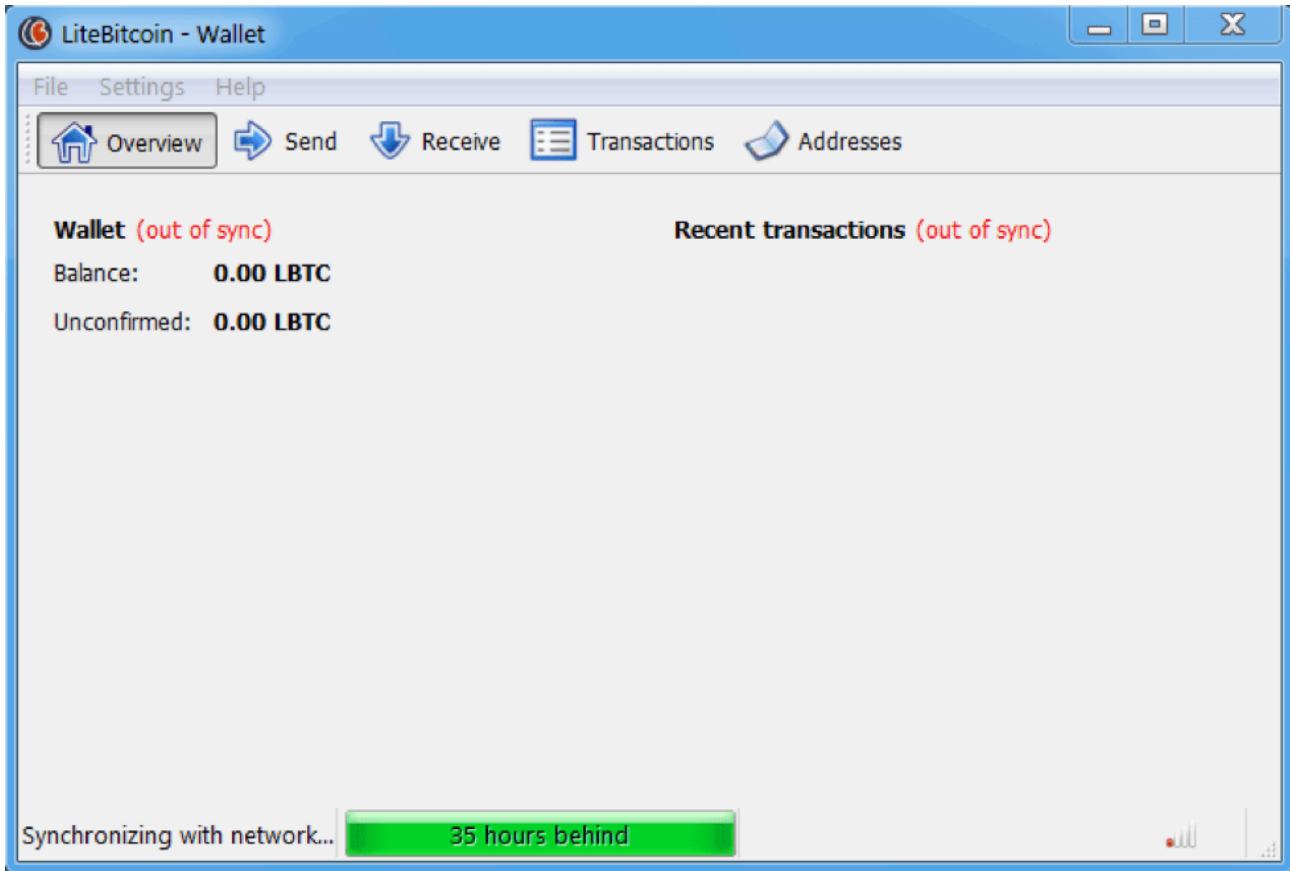 LiteBitcoin - Wallet
File Settings Help
Overview Send Receive Transactions Addresses
Wallet (out of sync) Recent transactions (out of sync)
Balance: 0.00 LBTC
Unconfirmed: 0.00 LBTC
Synchronizing with network... 35 hours behind